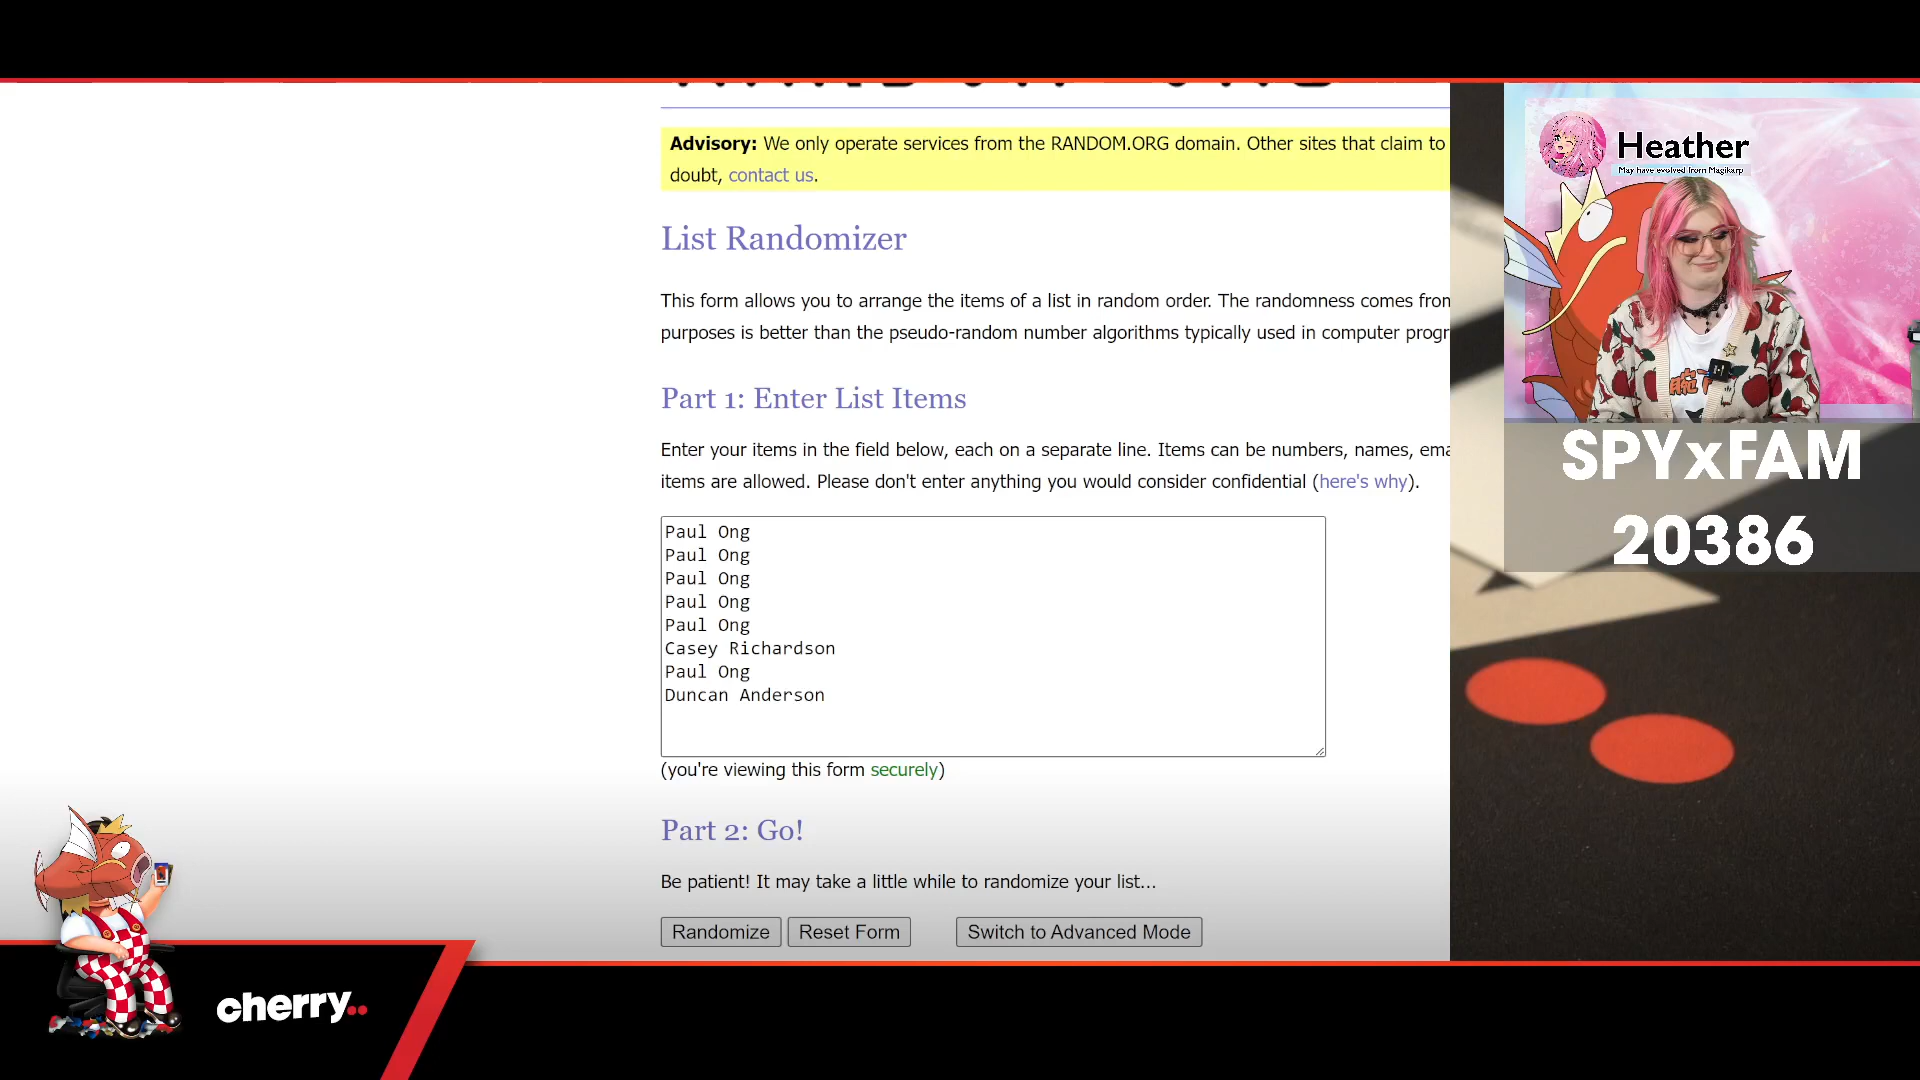 Advisory: We only operate services from the RANDOM.ORG domain. Other sites that claim to
doubt, contact us.
List Randomizer
This form allows you to arrange the items of a list in random order. The randomness comes from
purposes is better than the pseudo-random number algorithms typically used in computer progr
Part 1: Enter List Items
Enter your items in the field below, each on a separate line. Items can be numbers, names, ema
items are allowed. Please don't enter anything you would consider confidential (here's why).
Paul Ong
Paul Ong
Paul Ong
Paul Ong
Paul Ong
Casey Richardson
Paul Ong
Duncan Anderson
(you're viewing this form securely)
Part 2: Go!
Be patient! It may take a little while to randomize your list...
Randomize Reset Form Switch to Advanced Mode
Heather
May have evolved from Magikarp
SPYxFAM
20386
cherry..